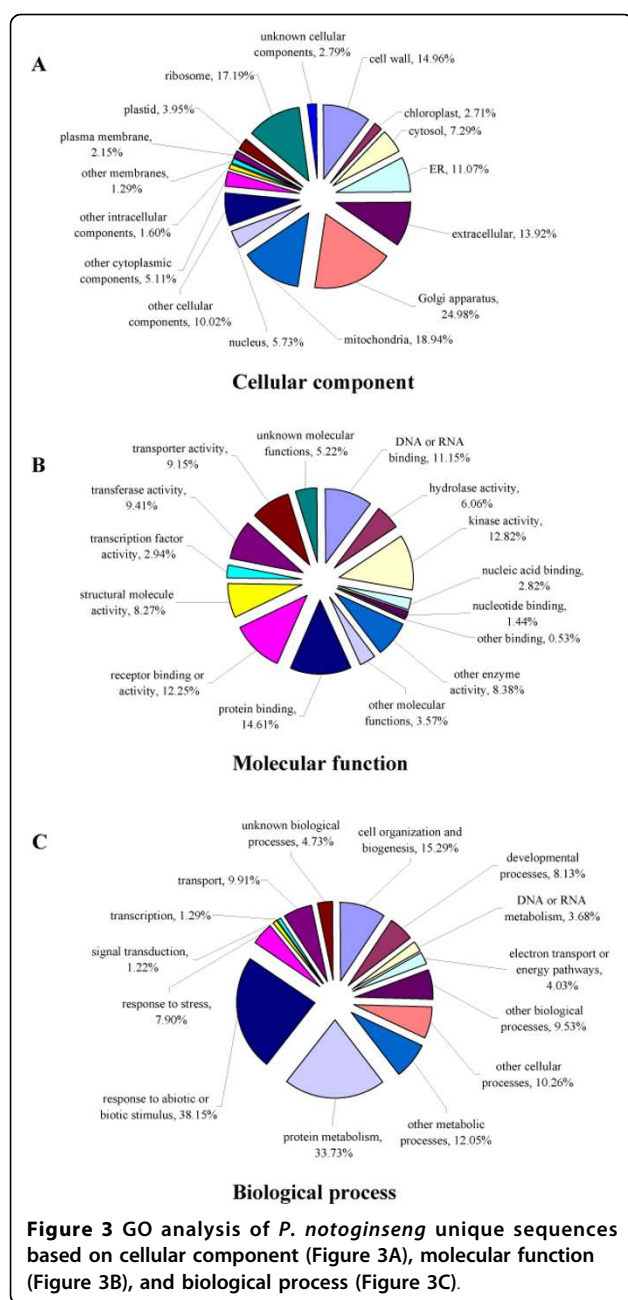 A
unknown cellular
components, 2.79%
cell wall, 14.96%
ribosome, 17.19%
chloroplast, 2.71%
plastid, 3.95%
cytosol, 7.29%
plasma membrane,
2.15%
ER, 11.07%
other membranes,
1.29%
other intracellular
components, 1.60%
extracellular, 13.92%
other cytoplasmic
components, 5.11%
Golgi apparatus
24.98%
other cellular
components, 10.02%
nucleus, 5.73%
mitochondria, 18.94%
Cellular component
B
unknown molecular
functions, 5.22%
DNA or RNA
binding, 11.15%
transporter activity,
9.15%
hydrolase activity,
6.06%
transferase activity,
9.41%
kinase activity,
12.82%
transcription factor
activity, 2.94%
nucleic acid binding,
2.82%
structural molecule
activity, 8.27%
nucleotide binding,
1.44%
other binding, 0.53%
receptor binding or
activity, 12.25%
other enzyme
activity, 8.38%
protein binding,
14.61%
other molecular
functions, 3.57%
Molecular function
C
unknown biological
processes, 4.73%
cell organization and
biogenesis, 15.29%
transport, 9.91%
developmental
processes, 8.13%
transcription, 1.29%
DNA or RNA
metabolism, 3.68%
signal transduction,
1.22%
electron transport or
energy pathways,
4.03%
response to stress,
7.90%
other biological
processes, 9.53%
other cellular
processes, 10.26%
response to abiotic or
biotic stimulus, 38.15%
other metabolic
processes, 12.05%
protein metabolism,
33.73%
Biological process
Figure 3 GO analysis of P. notoginseng unique sequences
based on cellular component (Figure 3A), molecular function
(Figure 3B), and biological process (Figure 3C).